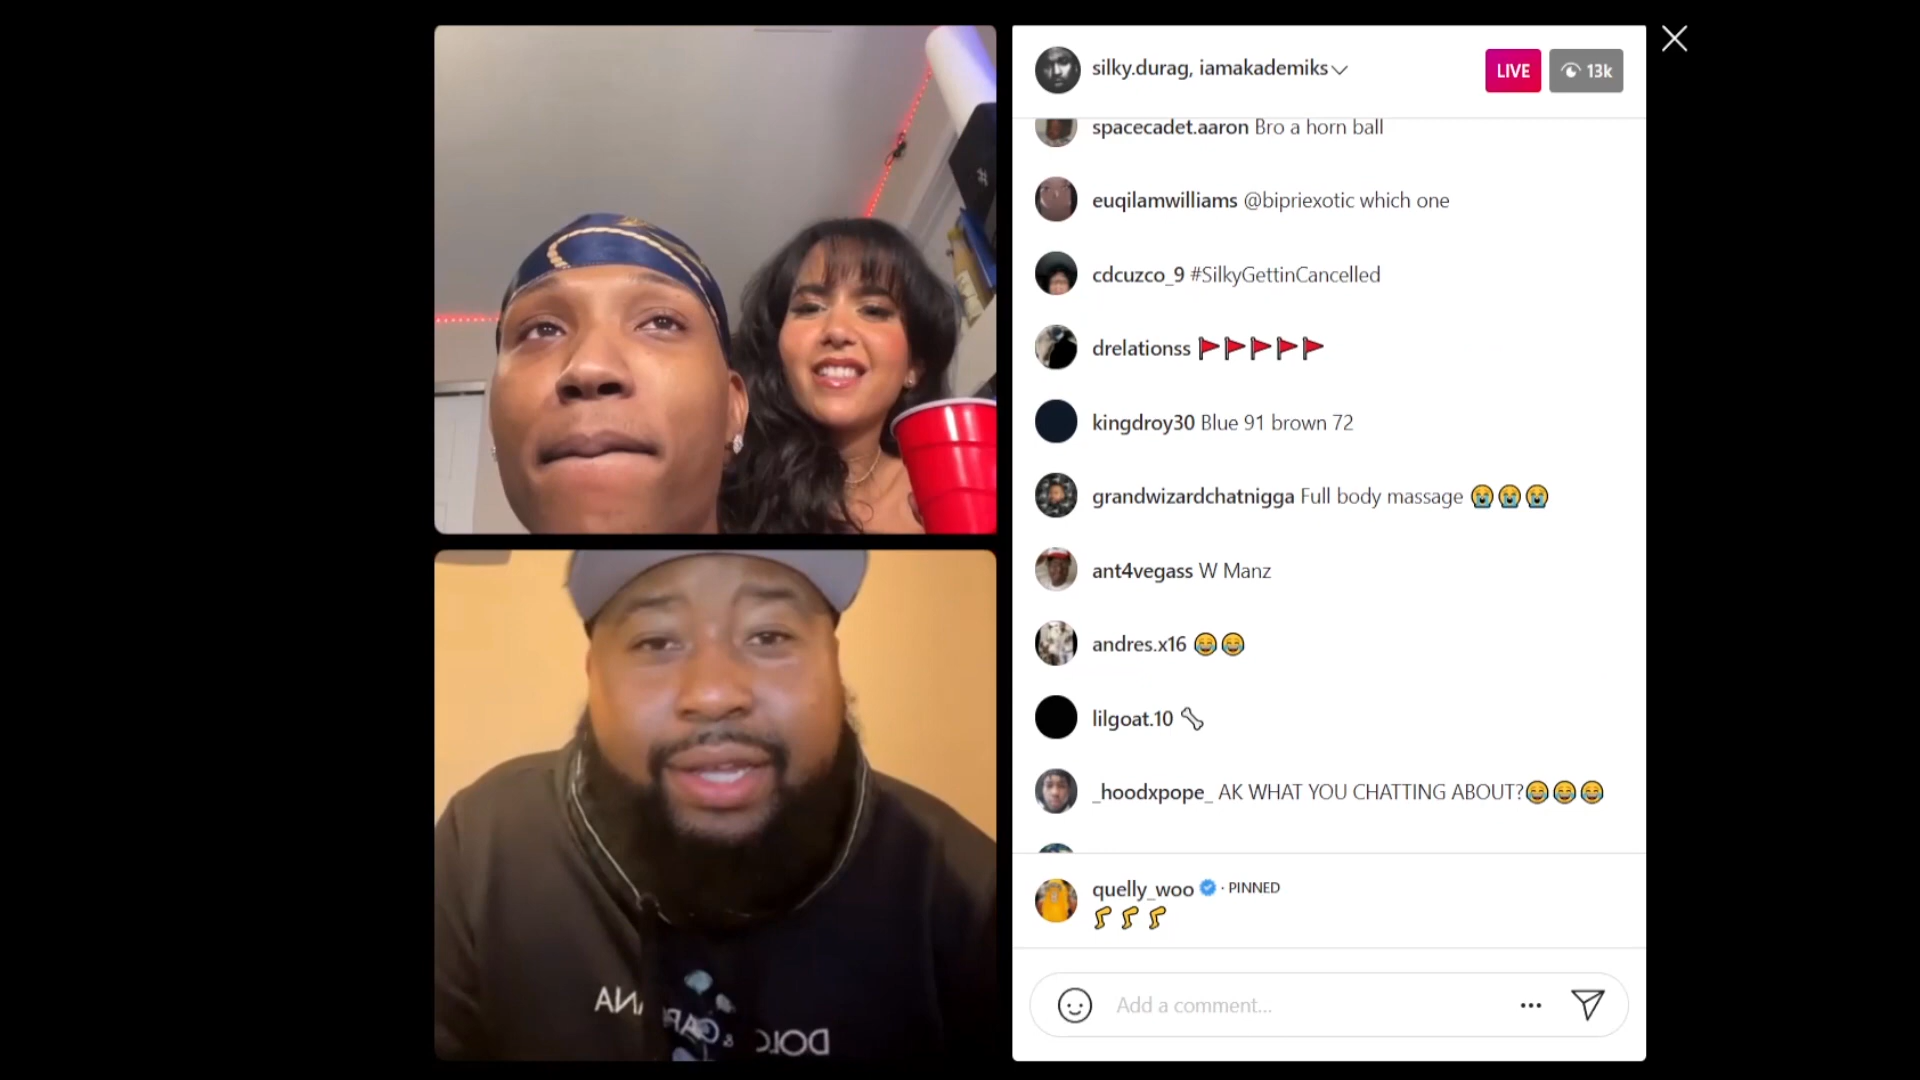 silky.durag, iamakademiks
LIVE
13k
spacecadet.aaron Bro a horn ball
euqilamwilliams @bipriexotic which one
cdcuzco_9 #SilkyGettinCancelled
drelationss 🚩🚩🚩🚩🚩
kingdroy30 Blue 91 brown 72
grandwizardchatnigga Full body massage 😭😭😭
ant4vegass W Manz
andres.x16 😂😂
lilgoat.10 🦴
_hoodxpope_ AK WHAT YOU CHATTING ABOUT?😂😂😂
quelly_woo · PINNED
🦵🦵🦵
Add a comment...